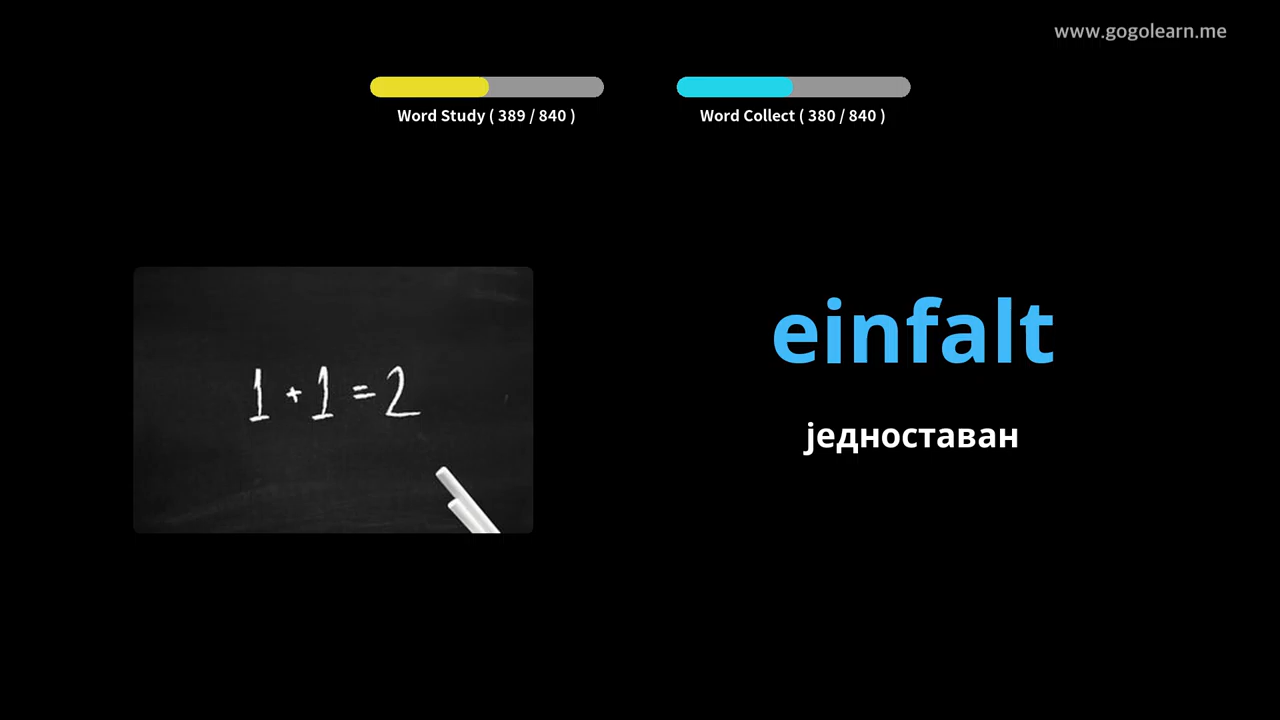 www.gogolearn.me
Word Study ( 389 / 840 )
Word Collect ( 380 / 840 )
1 + 1 = 2
einfalt
једноставан